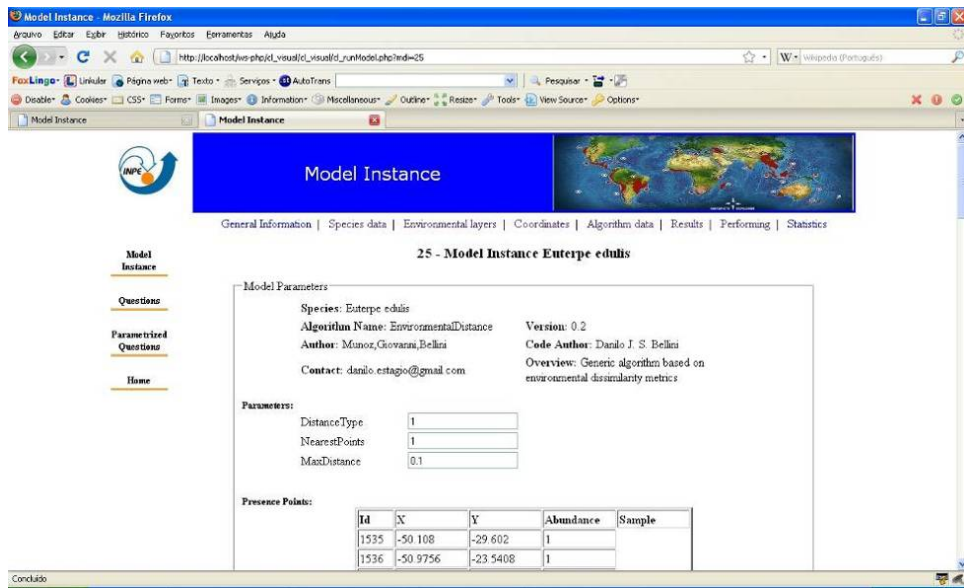 Model Instance - Mozilla Firefox
Arquivo Editar Exibir Histórico Favoritos Ferramentas Ajuda
http://localhost/ws-php/cl_visual/cl_visual/cl_runModel.php?mdi=25
W Wikipedia (Português)
FoxLingo Linkuler Página web Texto Serviços AutoTrans Pesquisar
Disable Cookies CSS Forms Images Information Miscellaneous Outline Resize Tools View Source Options
Model Instance Model Instance
INPE
Model Instance
General Information | Species data | Environmental layers | Coordinates | Algorithm data | Results | Performing | Statistics
Model Instance
Questions
Parametrized Questions
Home
25 - Model Instance Euterpe edulis
Model Parameters
Species: Euterpe edulis
Algorithm Name: EnvironmentalDistance Version: 0.2
Author: Munoz,Giovanni,Bellini Code Author: Danilo J. S. Bellini
Contact: danilo.estagio@gmail.com Overview: Generic algorithm based on
environmental dissimilarity metrics
Parameters:
DistanceType 1
NearestPoints 1
MaxDistance 0.1
Presence Points:
Id X Y Abundance Sample
1535 -50.108 -29.602 1
1536 -50.9756 -23.5408 1
Concluído